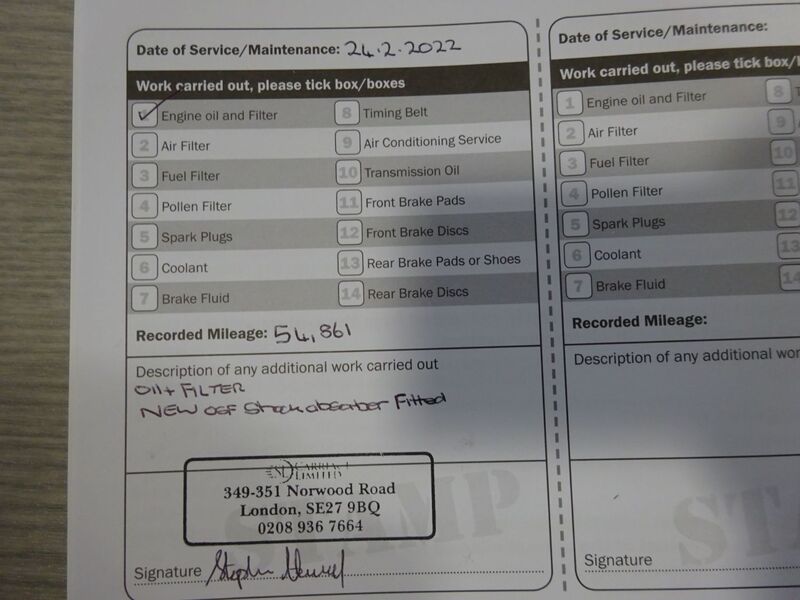 Date of Service/Maintenance: 24.2.2022
Work carried out, please tick box/boxes
Engine oil and Filter
8 Timing Belt
2 Air Filter
9 Air Conditioning Service
3 Fuel Filter
10 Transmission Oil
4 Pollen Filter
11 Front Brake Pads
5 Spark Plugs
12 Front Brake Discs
6 Coolant
13 Rear Brake Pads or Shoes
7 Brake Fluid
14 Rear Brake Discs
Recorded Mileage: 54,861
Description of any additional work carried out
Oil + FILTER
NEW OSF Shock absorber Fitted
LIMITED
349-351 Norwood Road
London, SE27 9BQ
0208 936 7664
STAMP
Signature Stephen
Date of Service/Maintenance:
Work carried out, please tick box/
1 Engine oil and Filter
8
2 Air Filter
9
3 Fuel Filter
10
4 Pollen Filter
11
5 Spark Plugs
12
6 Coolant
13
7 Brake Fluid
14
Recorded Mileage:
Description of any additional wor
STA
Signature